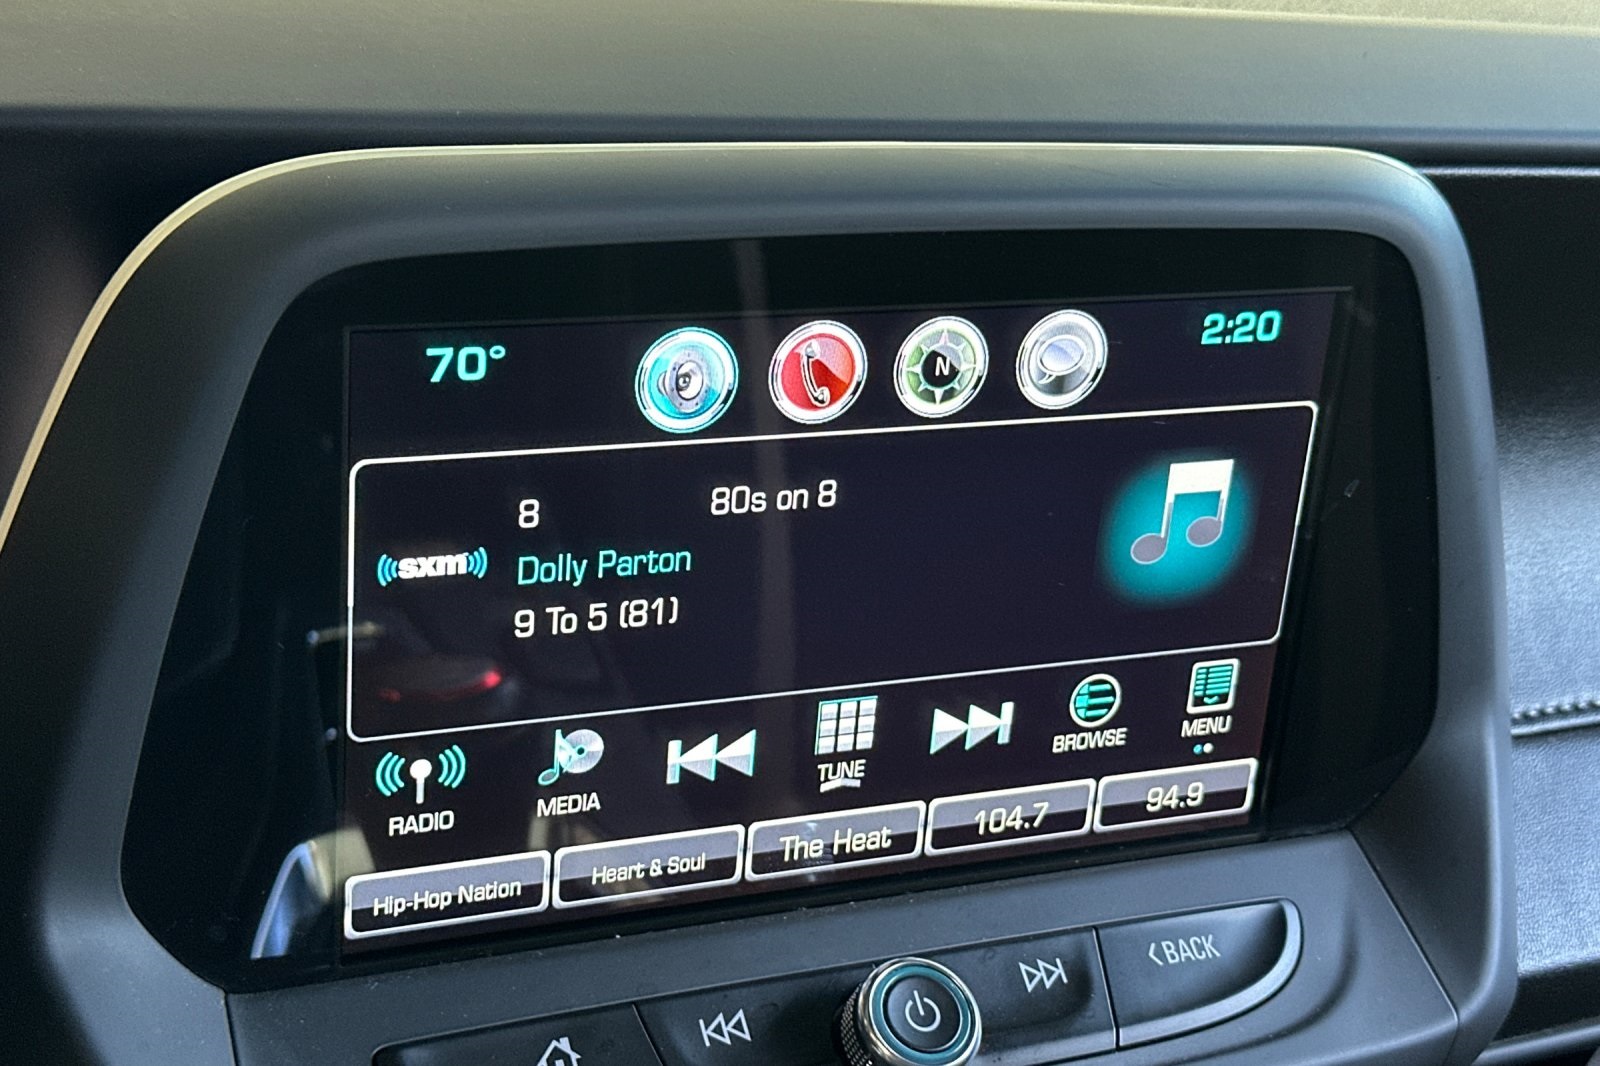 70°
N
2:20
8
80s on 8
((sxm))
Dolly Parton
9 To 5 (81)
RADIO
MEDIA
TUNE
BROWSE
MENU
Hip-Hop Nation
Heart & Soul
The Heat
104.7
94.9
<BACK